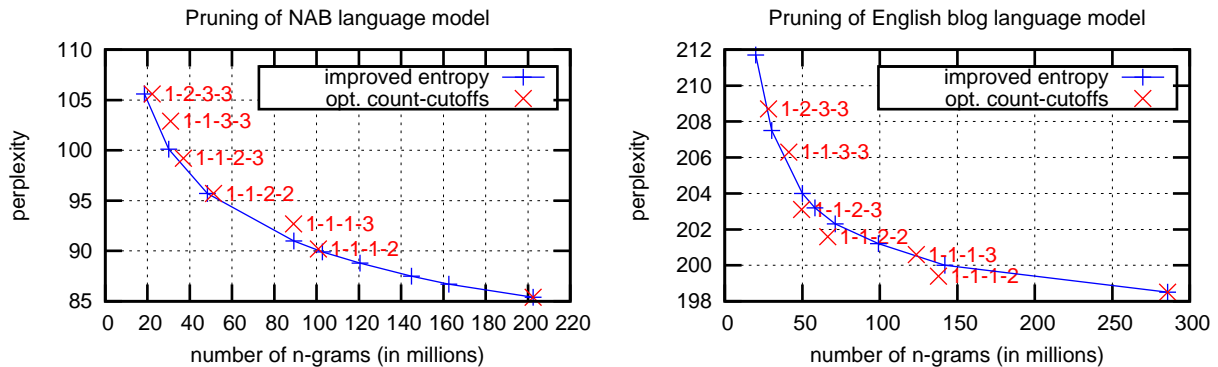 Pruning of NAB language model
110
105
100
95
90
85
0 20 40 60 80 100 120 140 160 180 200 220
perplexity
number of n-grams (in millions)
improved entropy
opt. count-cutoffs
1-2-3-3
1-1-3-3
1-1-2-3
1-1-2-2
1-1-1-3
1-1-1-2
Pruning of English blog language model
212
210
208
206
204
202
200
198
0 50 100 150 200 250 300
perplexity
number of n-grams (in millions)
improved entropy
opt. count-cutoffs
1-2-3-3
1-1-3-3
1-1-2-3
1-1-2-2
1-1-1-3
1-1-1-2